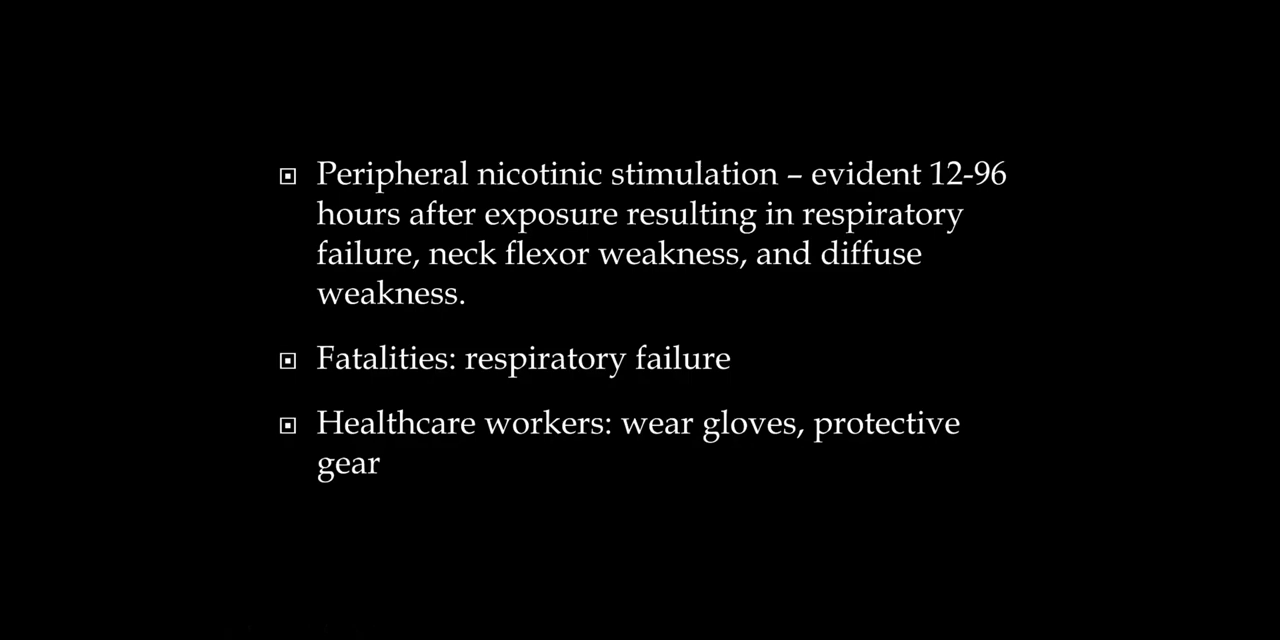 Peripheral nicotinic stimulation – evident 12-96
hours after exposure resulting in respiratory
failure, neck flexor weakness, and diffuse
weakness.
Fatalities: respiratory failure
Healthcare workers: wear gloves, protective
gear